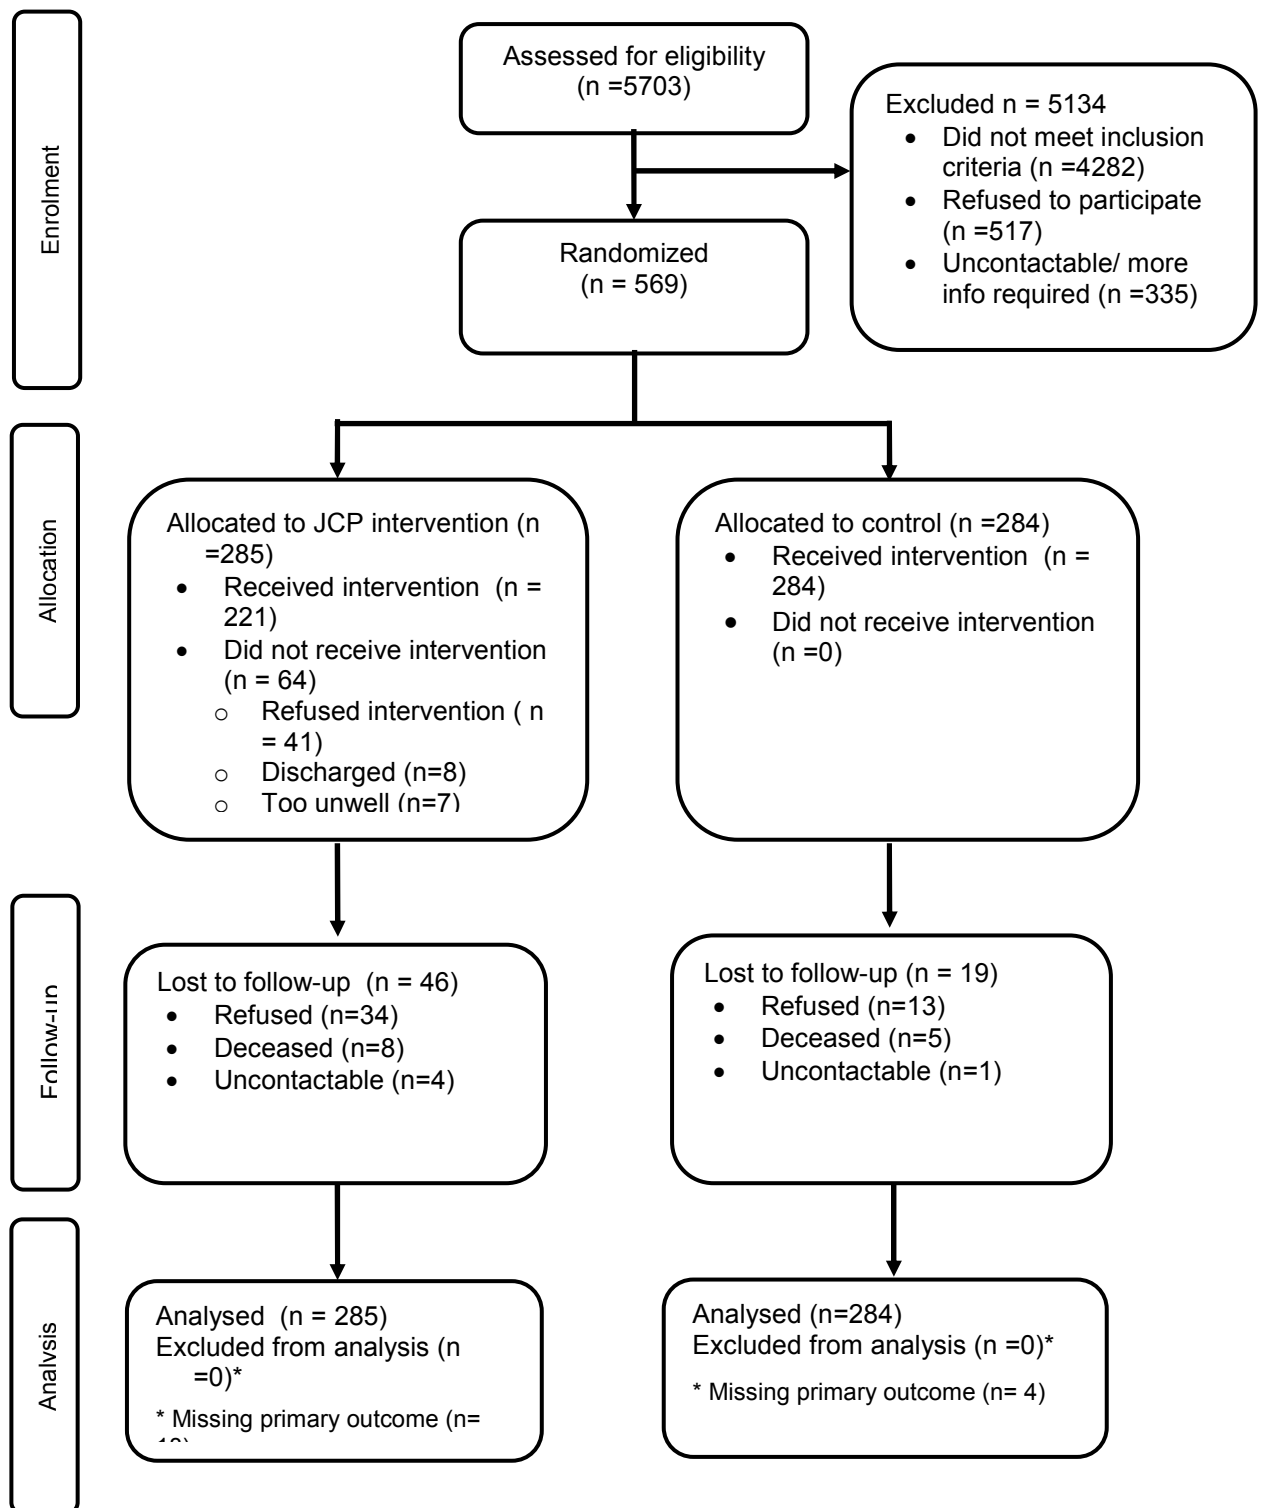 Enrolment
Assessed for eligibility
(n =5703)
Excluded n = 5134
• Did not meet inclusion
criteria (n =4282)
• Refused to participate
(n =517)
• Uncontactable/ more
info required (n =335)
Randomized
(n = 569)
Allocation
Allocated to JCP intervention (n
=285)
• Received intervention (n =
221)
• Did not receive intervention
(n = 64)
o Refused intervention ( n
= 41)
o Discharged (n=8)
o Too unwell (n=7)
Allocated to control (n =284)
• Received intervention (n =
284)
• Did not receive intervention
(n =0)
Follow-up
Lost to follow-up (n = 46)
• Refused (n=34)
• Deceased (n=8)
• Uncontactable (n=4)
Lost to follow-up (n = 19)
• Refused (n=13)
• Deceased (n=5)
• Uncontactable (n=1)
Analysis
Analysed (n = 285)
Excluded from analysis (n
=0)*
* Missing primary outcome (n=
Analysed (n=284)
Excluded from analysis (n =0)*
* Missing primary outcome (n= 4)